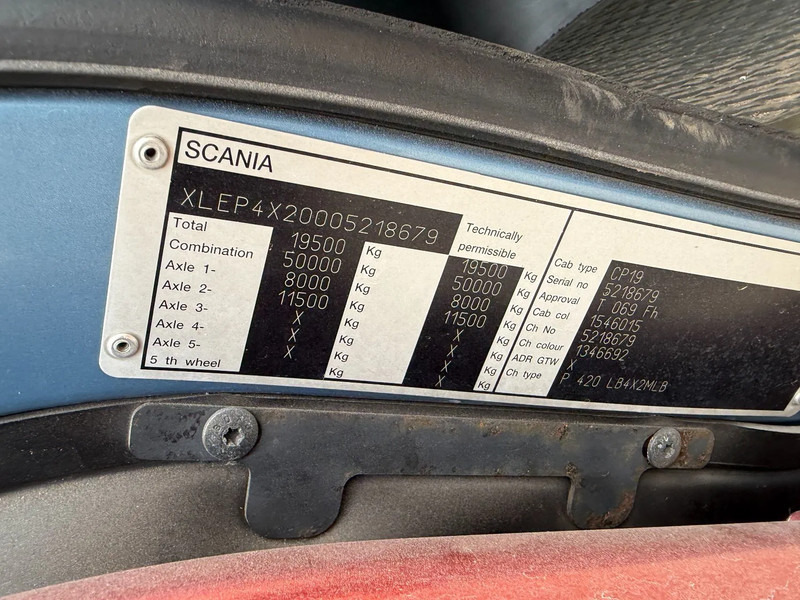 SCANIA
XLEP4X20005218679
Technically
permissible
Total 19500 Kg 19500 Kg
Combination 50000 Kg 50000 Kg
Axle 1- 8000 Kg 8000 Kg
Axle 2- 11500 Kg 11500 Kg
Axle 3- X Kg X Kg
Axle 4- X Kg X Kg
Axle 5- X Kg X Kg
5 th wheel Kg X Kg
Cab type CP19
Serial no 5218679
Approval T 069 Fh
Cab col 1546015
Ch No 5218679
Ch colour 1346692
ADR GTW X
Ch type P 420 LB4X2MLB